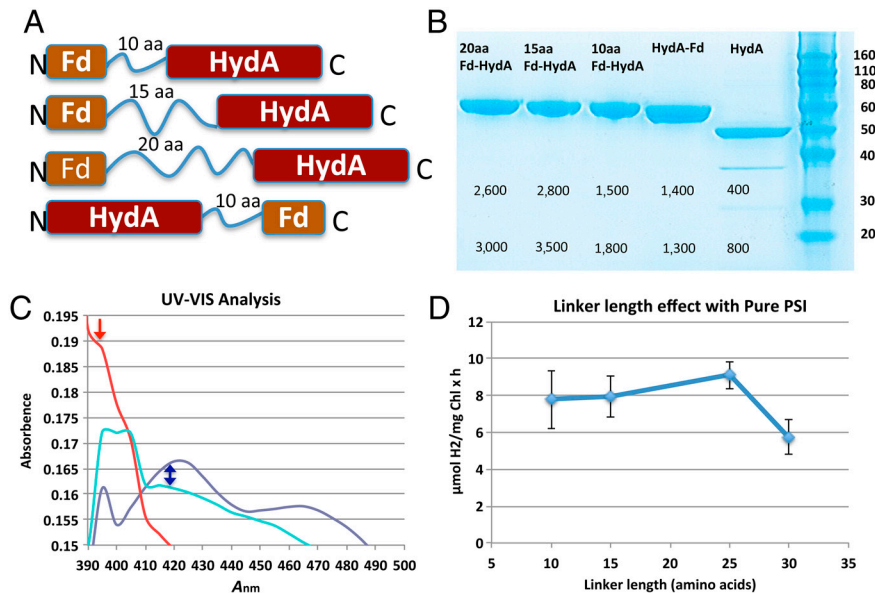 A
10 aa
N Fd HydA C
15 aa
N Fd HydA C
20 aa
N Fd HydA C
10 aa
N HydA Fd C
B
20aa 15aa 10aa HydA-Fd HydA
Fd-HydA Fd-HydA Fd-HydA
160
110
80
60
50
40
30
20
2,600 2,800 1,500 1,400 400
3,000 3,500 1,800 1,300 800
C
UV-VIS Analysis
Absorbence
0.195
0.19
0.185
0.18
0.175
0.17
0.165
0.16
0.155
0.15
390 400 410 420 430 440 450 460 470 480 490 500
Anm
D
Linker length effect with Pure PSI
µmol H2/mg Chl x h
12
10
8
6
4
2
0
5 10 15 20 25 30 35
Linker length (amino acids)